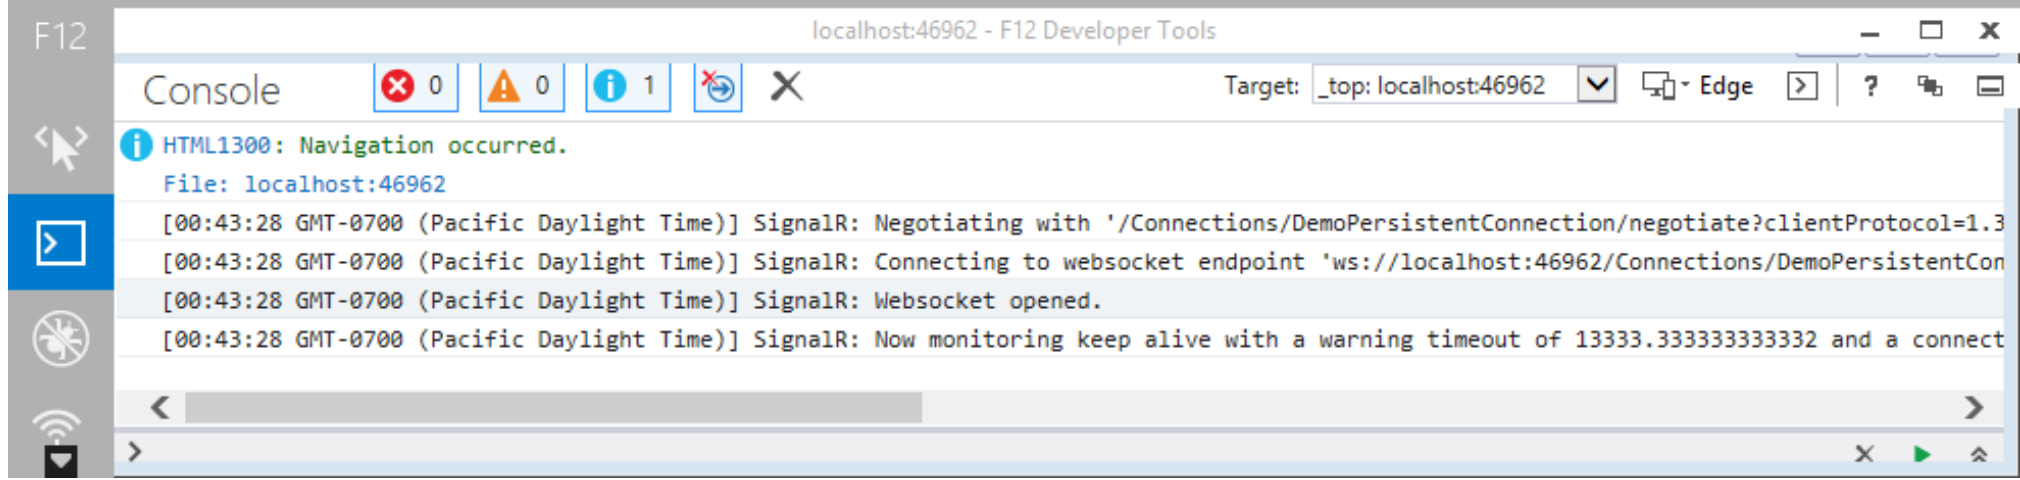 F12
localhost:46962 - F12 Developer Tools
Console 0 0 1 Target: _top: localhost:46962 Edge ?
HTML1300: Navigation occurred.
File: localhost:46962
[00:43:28 GMT-0700 (Pacific Daylight Time)] SignalR: Negotiating with '/Connections/DemoPersistentConnection/negotiate?clientProtocol=1.3
[00:43:28 GMT-0700 (Pacific Daylight Time)] SignalR: Connecting to websocket endpoint 'ws://localhost:46962/Connections/DemoPersistentCon
[00:43:28 GMT-0700 (Pacific Daylight Time)] SignalR: Websocket opened.
[00:43:28 GMT-0700 (Pacific Daylight Time)] SignalR: Now monitoring keep alive with a warning timeout of 13333.333333333332 and a connect